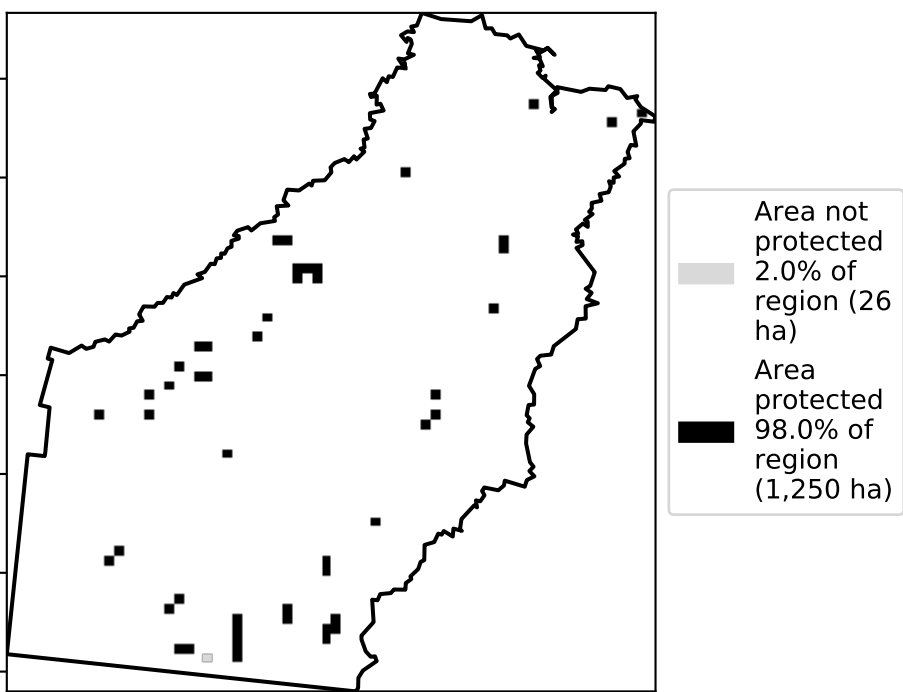 Area not
protected
2.0% of
region (26
ha)
Area
protected
98.0% of
region
(1,250 ha)